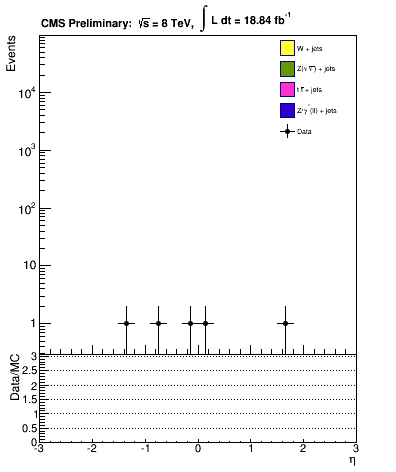 CMS Preliminary: √s = 8 TeV, ∫ L dt = 18.84 fb⁻¹
Events
W + jets
Z(ν ν̅) + jets
t t̅ + jets
Z/γ*(ll) + jets
Data
10⁴
10³
10²
10
1
Data/MC
3
2.5
2
1.5
1
0.5
0
-3 -2 -1 0 1 2 3
η